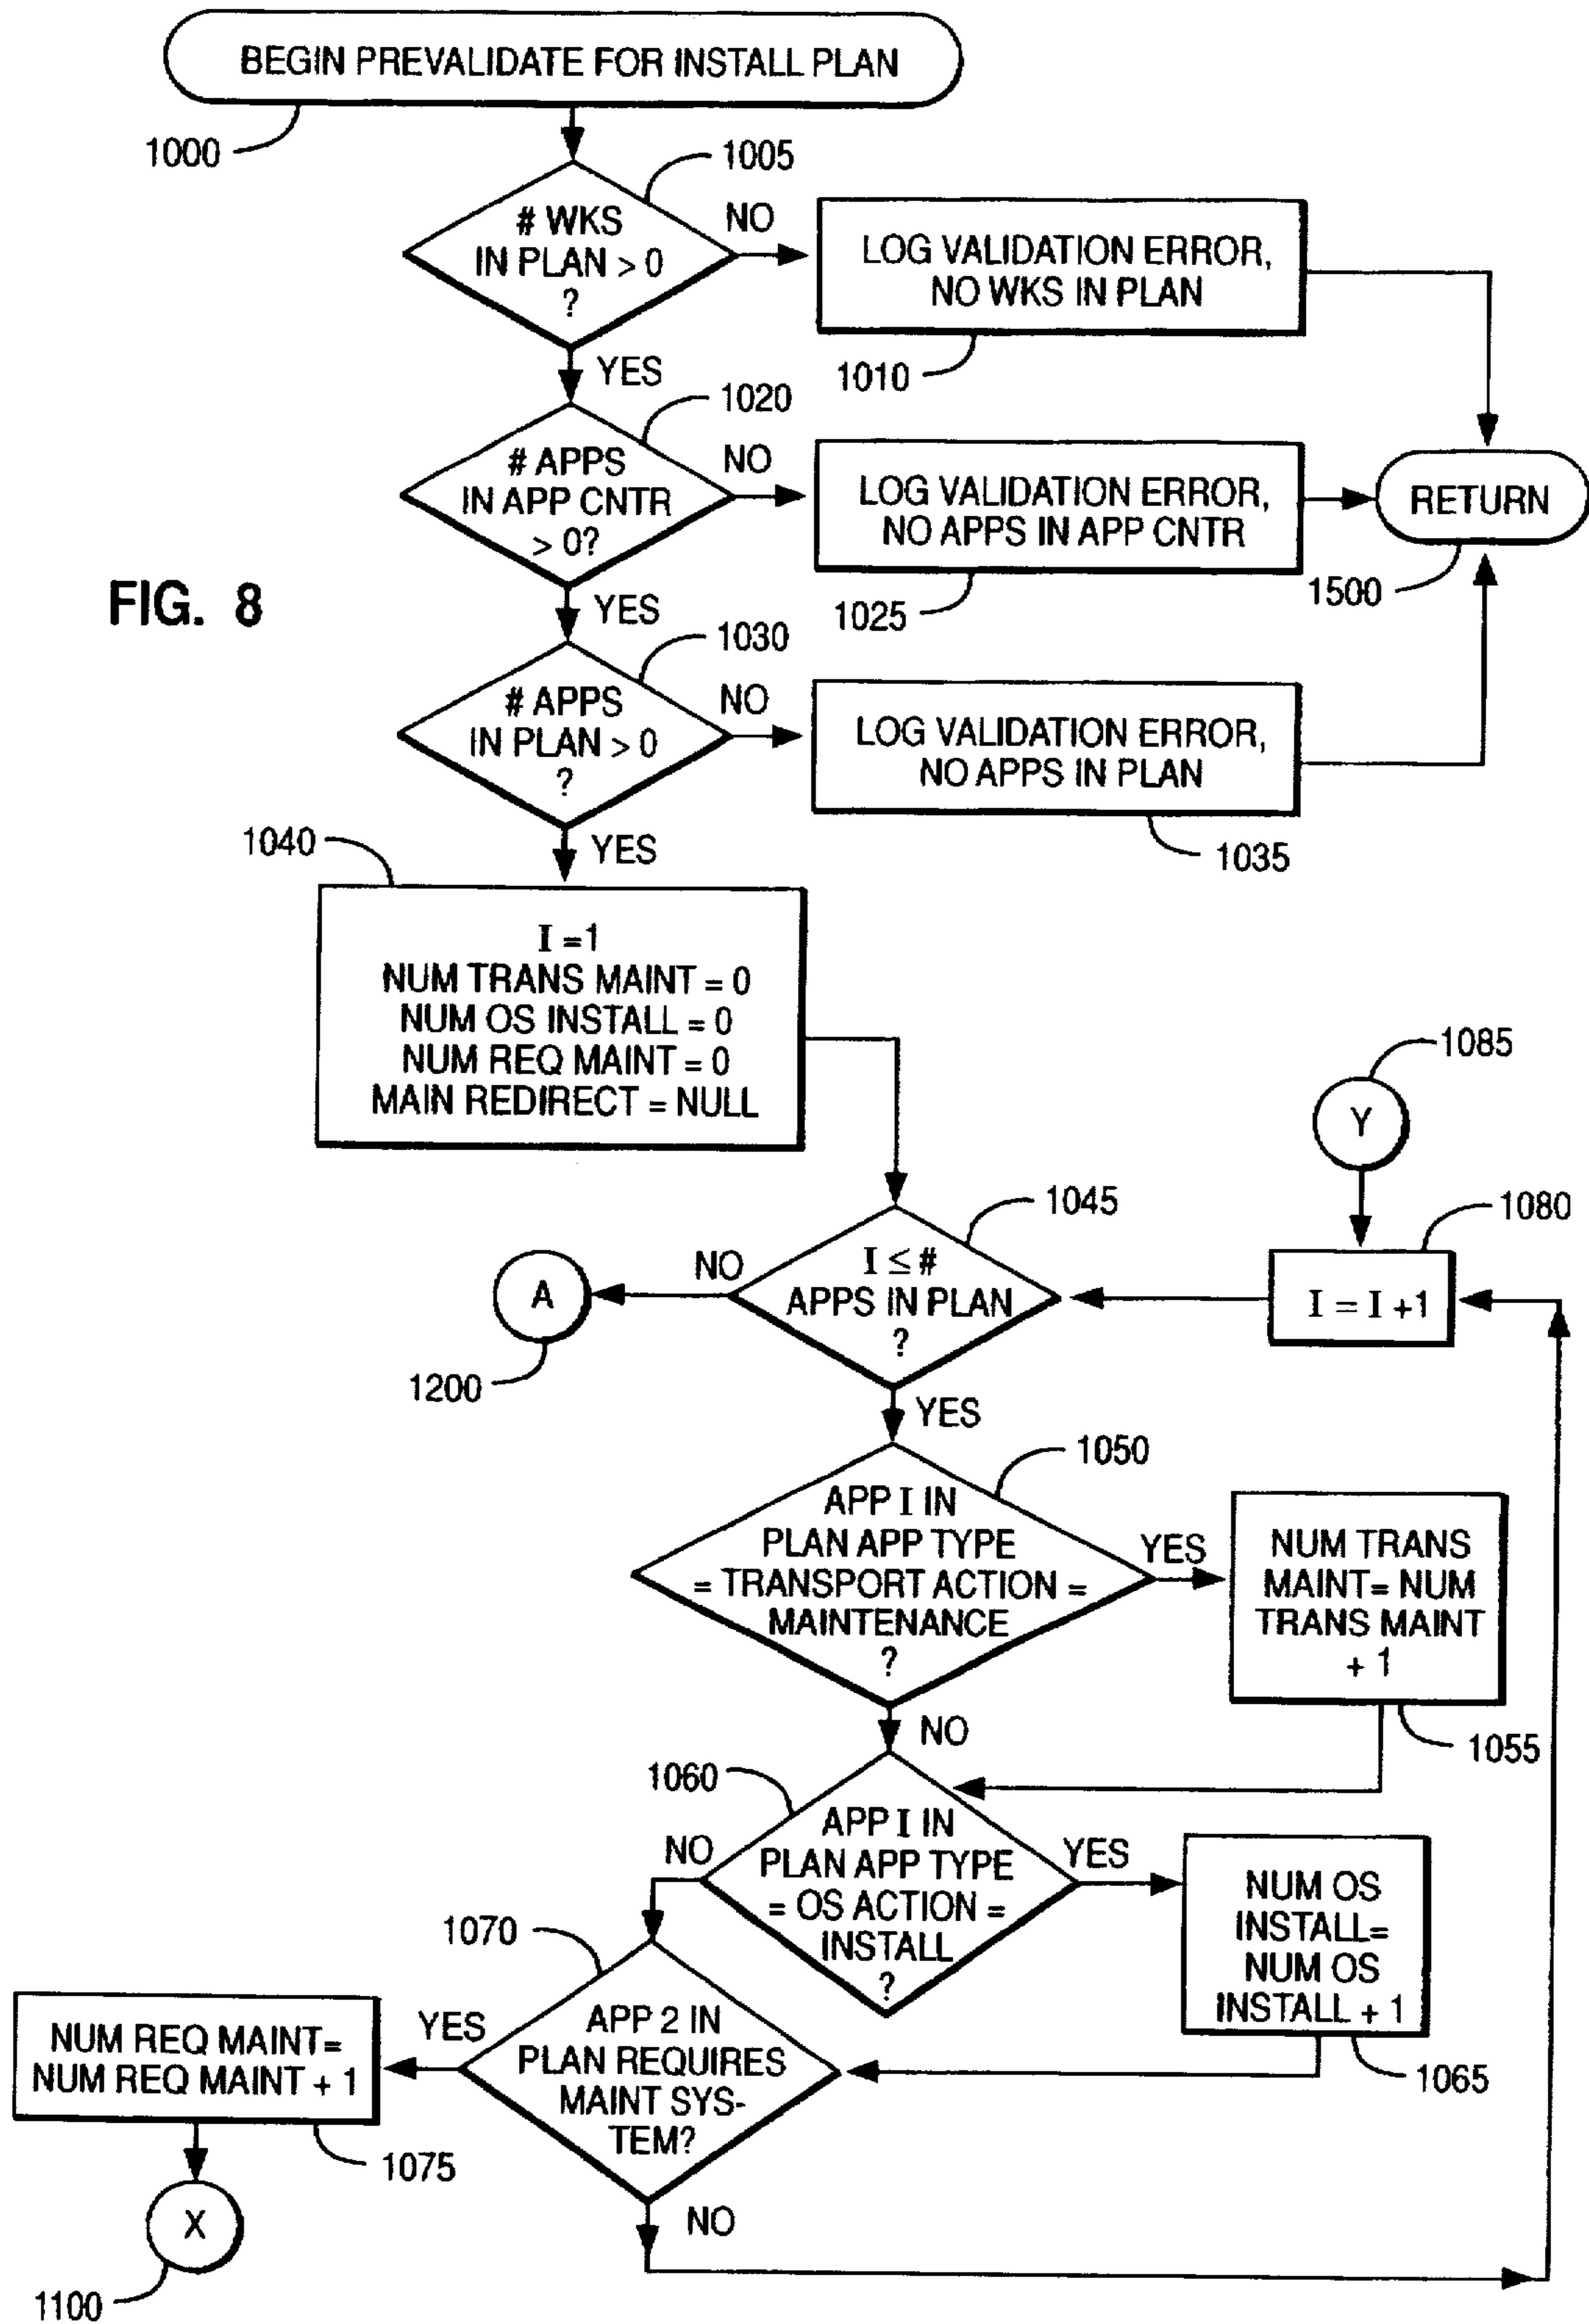 BEGIN PREVALIDATE FOR INSTALL PLAN
1000
1005
# WKS
IN PLAN > 0
?
NO
LOG VALIDATION ERROR,
NO WKS IN PLAN
1010
YES
1020
# APPS
IN APP CNTR
> 0?
NO
LOG VALIDATION ERROR,
NO APPS IN APP CNTR
1025
RETURN
1500
FIG. 8
YES
1030
# APPS
IN PLAN > 0
?
NO
LOG VALIDATION ERROR,
NO APPS IN PLAN
1035
YES
1040
I =1
NUM TRANS MAINT = 0
NUM OS INSTALL = 0
NUM REQ MAINT = 0
MAIN REDIRECT = NULL
1085
Y
1080
I = I +1
1045
I ≤ #
APPS IN PLAN
?
NO
A
1200
YES
1050
APP I IN
PLAN APP TYPE
= TRANSPORT ACTION =
MAINTENANCE
?
YES
NUM TRANS
MAINT= NUM
TRANS MAINT
+ 1
1055
NO
1060
APP I IN
PLAN APP TYPE
= OS ACTION =
INSTALL
?
YES
NUM OS
INSTALL=
NUM OS
INSTALL + 1
1065
NO
1070
APP 2 IN
PLAN REQUIRES
MAINT SYS-
TEM?
YES
NUM REQ MAINT=
NUM REQ MAINT + 1
1075
X
1100
NO